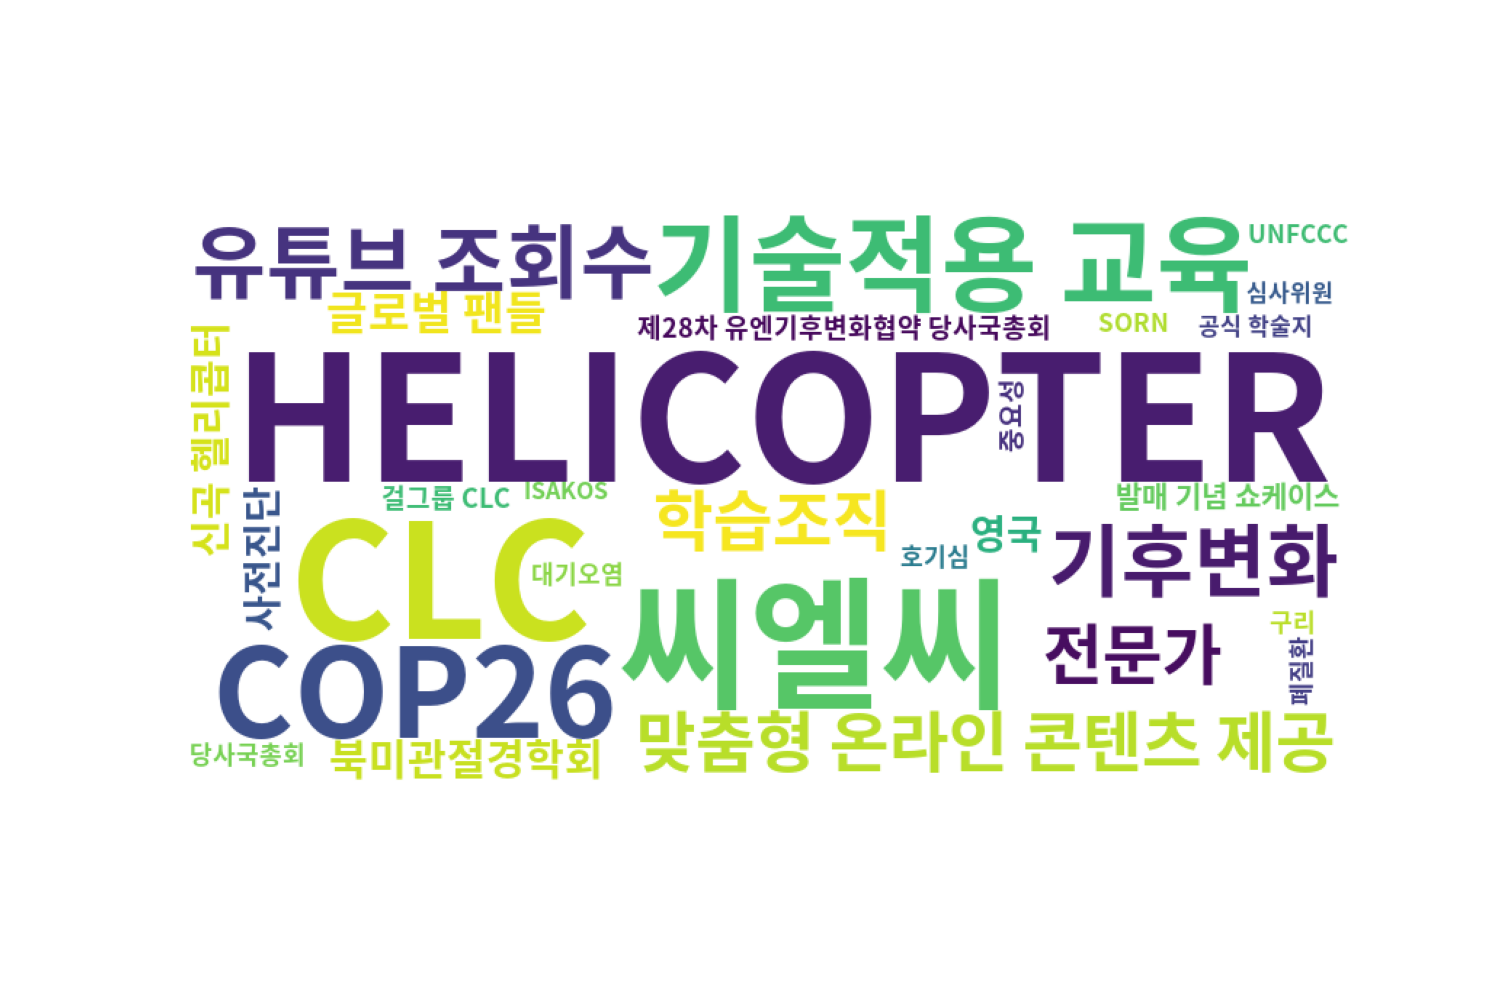 유튜브 조회수
기술적용 교육
UNFCCC
글로벌 팬들
심사위원
제28차 유엔기후변화협약 당사국총회
SORN
공식 학술지
신곡 헬리콥터
HELICOPTER
중요성
사전진단
걸그룹 CLC
ISAKOS
학습조직
발매 기념 쇼케이스
CLC
대기오염
호기심
영국
기후변화
씨엘씨
구리
COP26
전문가
폐질환
당사국총회
북미관절경학회
맞춤형 온라인 콘텐츠 제공